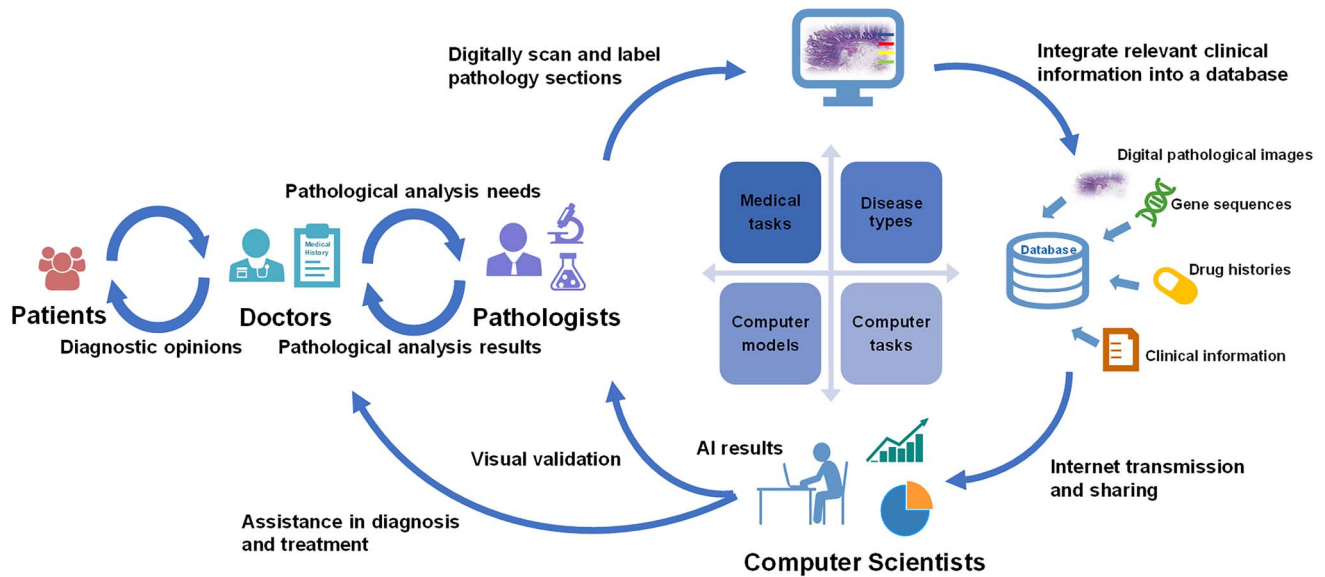 Digitally scan and label
pathology sections
Integrate relevant clinical
information into a database
Digital pathological images
Gene sequences
Database
Drug histories
Clinical information
Pathological analysis needs
Medical
History
Patients
Doctors
Pathologists
Diagnostic opinions
Pathological analysis results
Medical
tasks
Disease
types
Computer
models
Computer
tasks
AI results
Visual validation
Assistance in diagnosis
and treatment
Internet transmission
and sharing
Computer Scientists